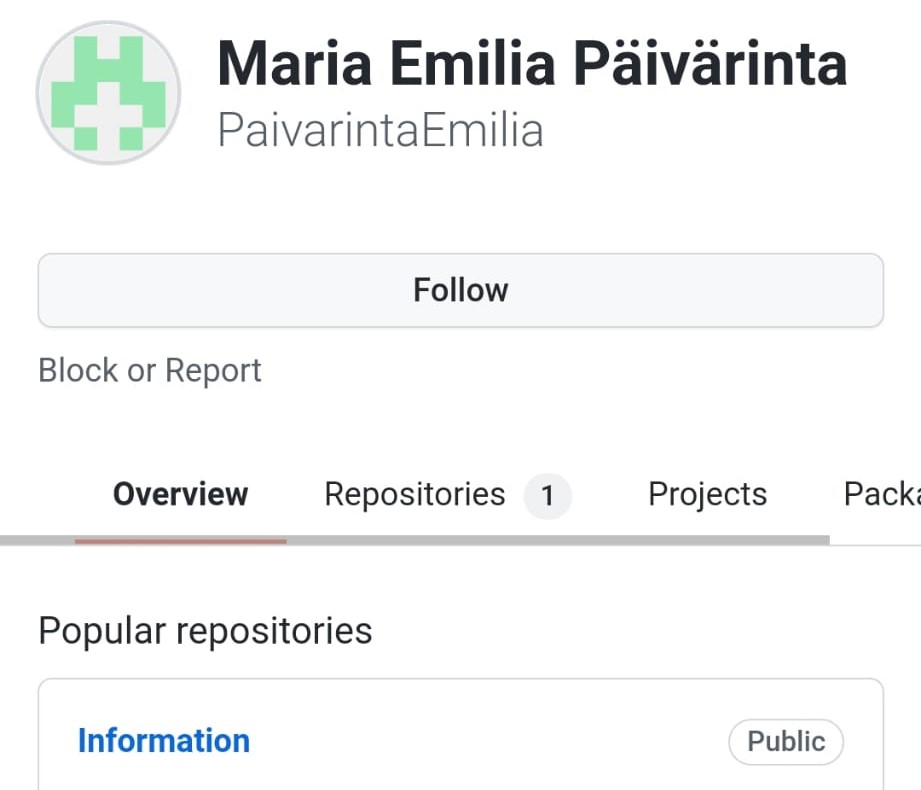 Maria Emilia Päivärinta
PaivarintaEmilia
Follow
Block or Report
Overview Repositories 1 Projects Packa
Popular repositories
Information Public